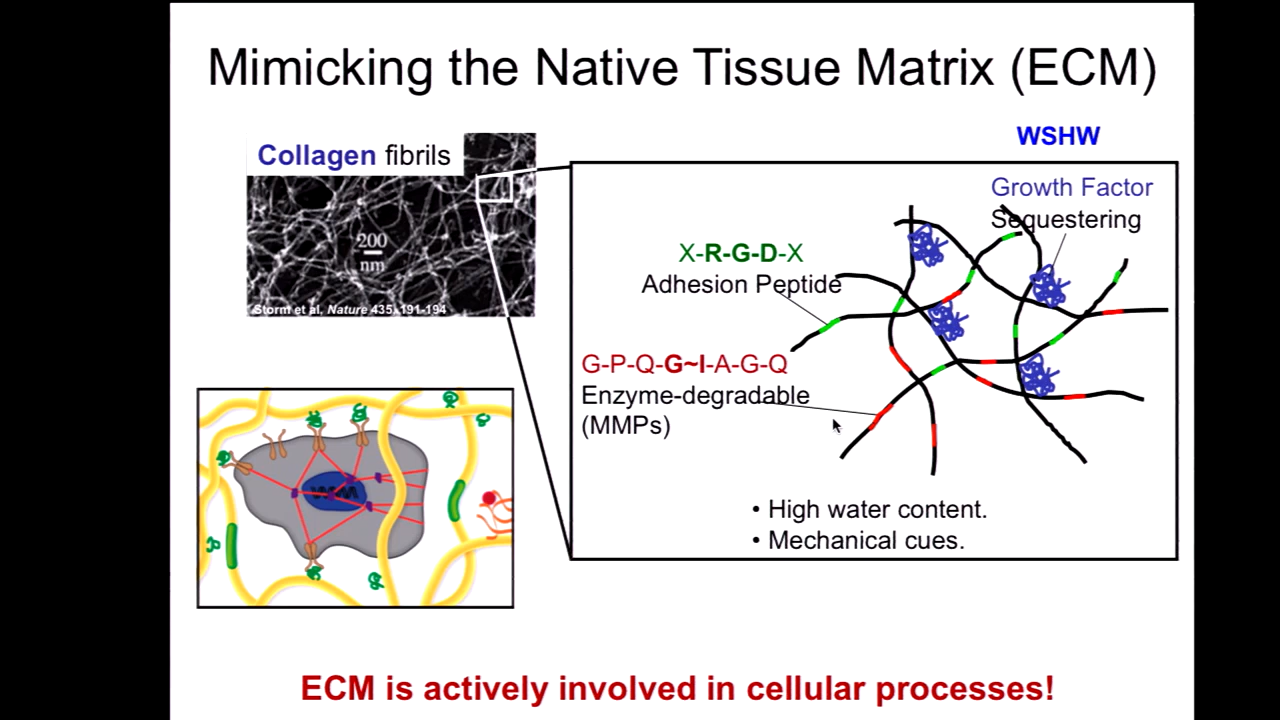 Mimicking the Native Tissue Matrix (ECM)
WSHW
Collagen fibrils
200
nm
Storm et al. Nature 435, 191-194
Growth Factor
Sequestering
X-R-G-D-X
Adhesion Peptide
G-P-Q-G~I-A-G-Q
Enzyme-degradable
(MMPs)
• High water content.
• Mechanical cues.
ECM is actively involved in cellular processes!